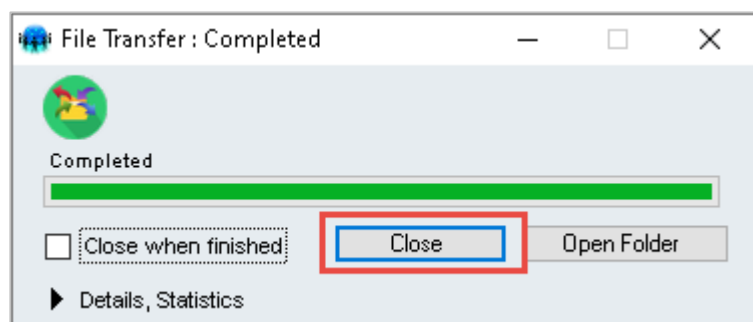 File Transfer : Completed
Completed
Close when finished
Close
Open Folder
Details, Statistics